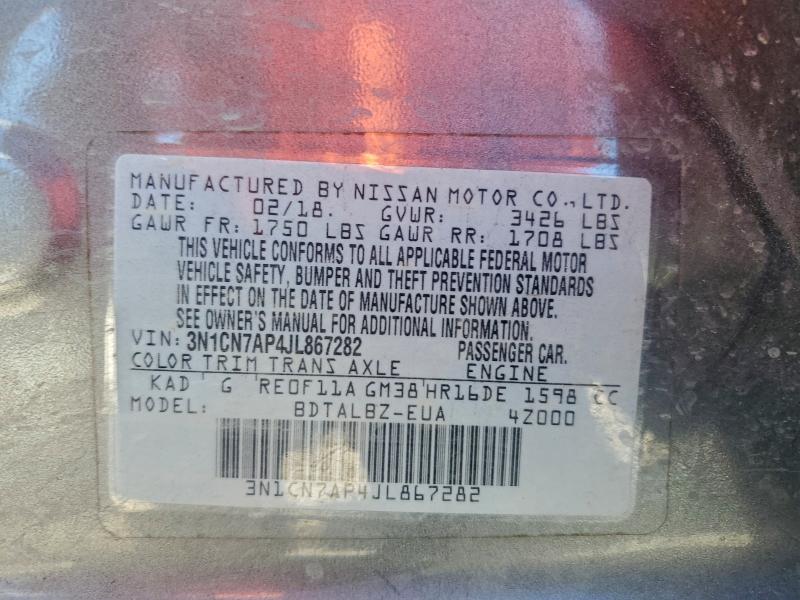 MANUFACTURED BY NISSAN MOTOR CO., LTD.
DATE: 02/18. GVWR: 3426 LBS
GAWR FR: 1750 LBS GAWR RR: 1708 LBS
THIS VEHICLE CONFORMS TO ALL APPLICABLE FEDERAL MOTOR
VEHICLE SAFETY, BUMPER AND THEFT PREVENTION STANDARDS
IN EFFECT ON THE DATE OF MANUFACTURE SHOWN ABOVE.
SEE OWNER'S MANUAL FOR ADDITIONAL INFORMATION.
VIN: 3N1CN7AP4JL867282 PASSENGER CAR.
COLOR TRIM TRANS AXLE ENGINE
KAD G RE0F11A GM38 HR16DE 1598 CC
MODEL: BDTALBZ-EUA 4Z000
3N1CN7AP4JL867282